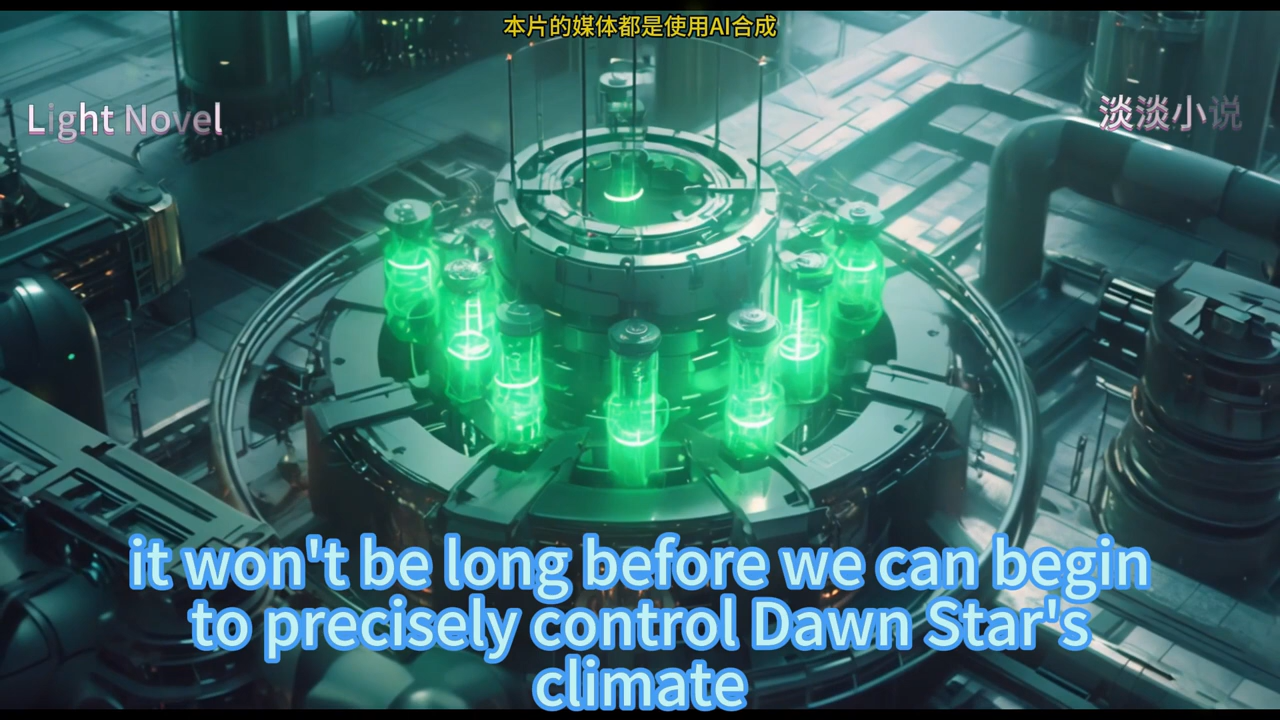 本片的媒体都是使用AI合成
Light Novel
淡淡小说
it won't be long before we can begin
to precisely control Dawn Star's
climate